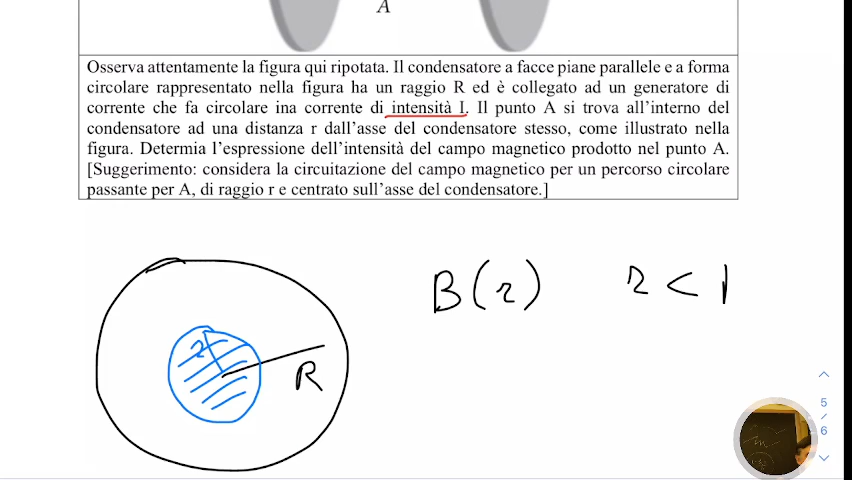 A
Osserva attentamente la figura qui ripotata. Il condensatore a facce piane parallele e a forma
circolare rappresentato nella figura ha un raggio R ed è collegato ad un generatore di
corrente che fa circolare ina corrente di intensità I. Il punto A si trova all'interno del
condensatore ad una distanza r dall'asse del condensatore stesso, come illustrato nella
figura. Determia l'espressione dell'intensità del campo magnetico prodotto nel punto A.
[Suggerimento: considera la circuitazione del campo magnetico per un percorso circolare
passante per A, di raggio r e centrato sull'asse del condensatore.]
B(r) r <
r
R
5
/
6